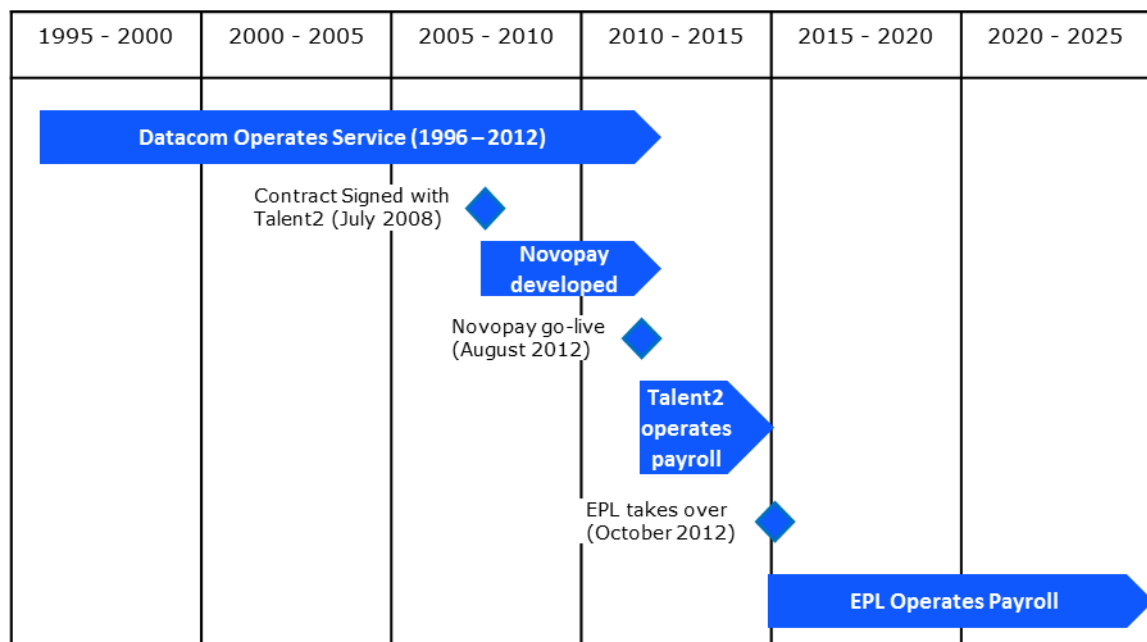 1995 - 2000
2000 - 2005
2005 - 2010
2010 - 2015
2015 - 2020
2020 - 2025
Datacom Operates Service (1996 – 2012)
Contract Signed with
Talent2 (July 2008)
Novopay
developed
Novopay go-live
(August 2012)
Talent2
operates
payroll
EPL takes over
(October 2012)
EPL Operates Payroll